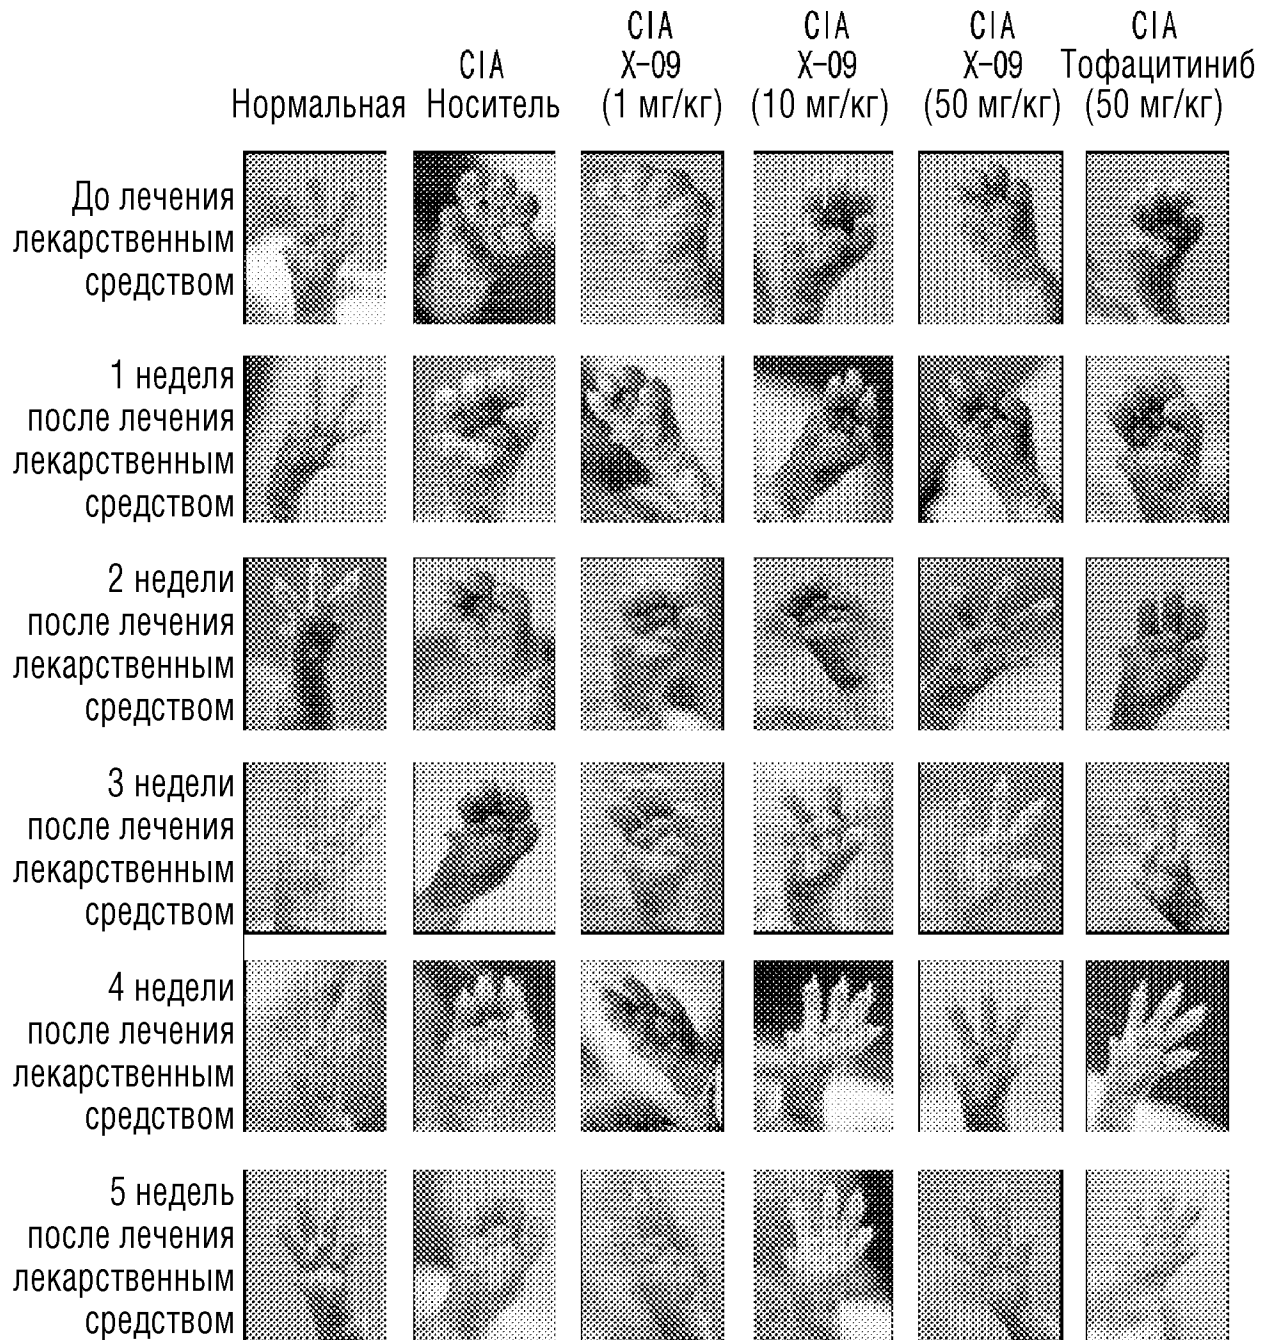 CIA CIA CIA CIA
CIA X-09 X-09 X-09 Тофацитиниб
Нормальная Носитель (1 мг/кг) (10 мг/кг) (50 мг/кг) (50 мг/кг)
До лечения
лекарственным
средством
1 неделя
после лечения
лекарственным
средством
2 недели
после лечения
лекарственным
средством
3 недели
после лечения
лекарственным
средством
4 недели
после лечения
лекарственным
средством
5 недель
после лечения
лекарственным
средством